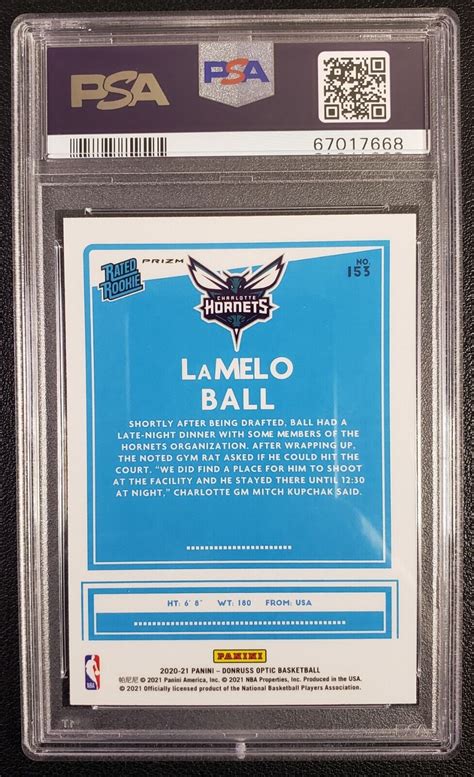 PSA
PSA
67017668
RATED ROOKIE
PRIZM
CHARLOTTE
HORNETS
NO.
153
LaMELO
BALL
SHORTLY AFTER BEING DRAFTED, BALL HAD A
LATE-NIGHT DINNER WITH SOME MEMBERS OF THE
HORNETS ORGANIZATION. AFTER WRAPPING UP,
THE NOTED GYM RAT ASKED IF HE COULD HIT THE
COURT. "WE DID FIND A PLACE FOR HIM TO SHOOT
AT THE FACILITY AND HE STAYED THERE UNTIL 12:30
AT NIGHT," CHARLOTTE GM MITCH KUPCHAK SAID.
HT: 6' 8" WT: 180 FROM: USA
PANINI
NBA
2020-21 PANINI – DONRUSS OPTIC BASKETBALL
帕尼尼 © 2021 Panini America, Inc. © 2021 NBA Properties, Inc. Produced in the USA.
© 2021 Officially licensed product of the National Basketball Players Association.